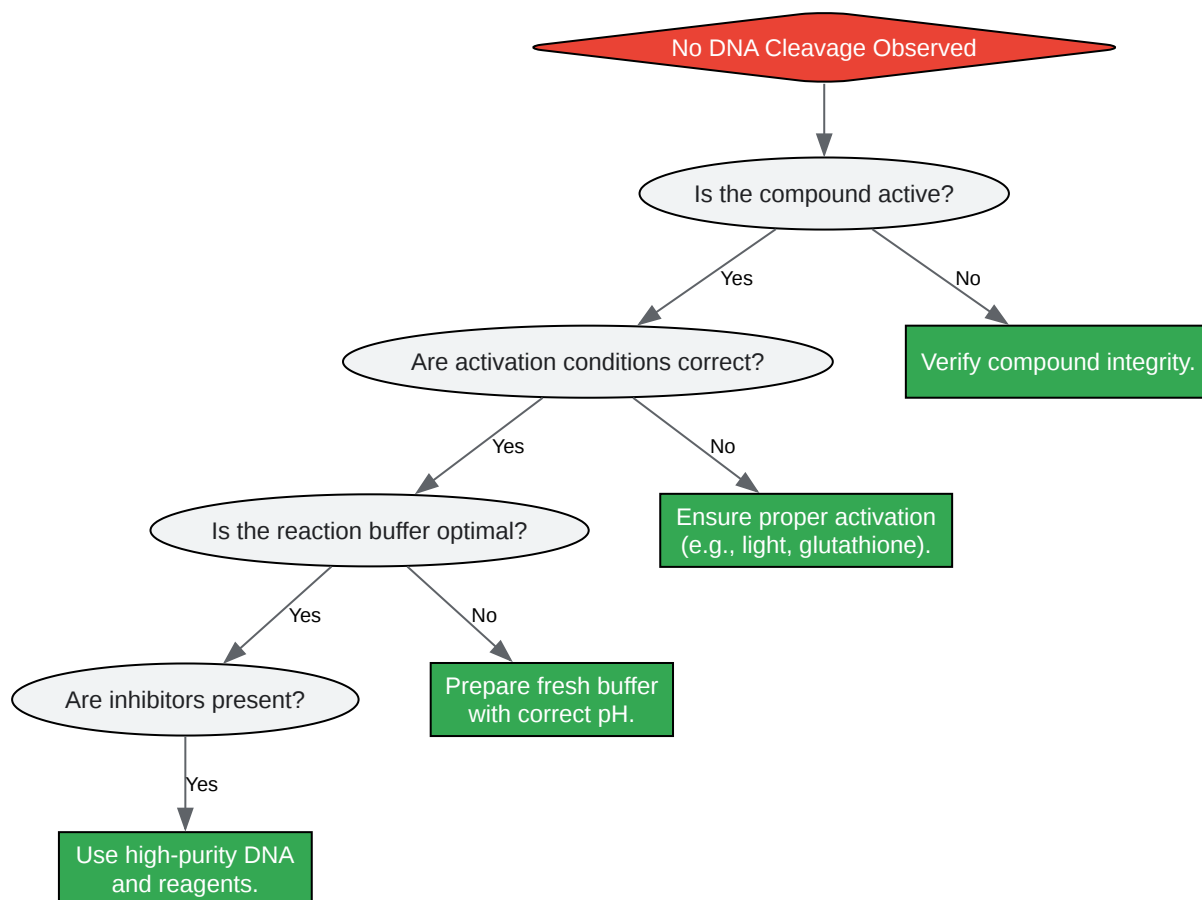 No DNA Cleavage Observed
Is the compound active?
Yes
No
Are activation conditions correct?
Verify compound integrity.
Yes
No
Is the reaction buffer optimal?
Ensure proper activation
(e.g., light, glutathione).
Yes
No
Are inhibitors present?
Prepare fresh buffer
with correct pH.
Yes
Use high-purity DNA
and reagents.